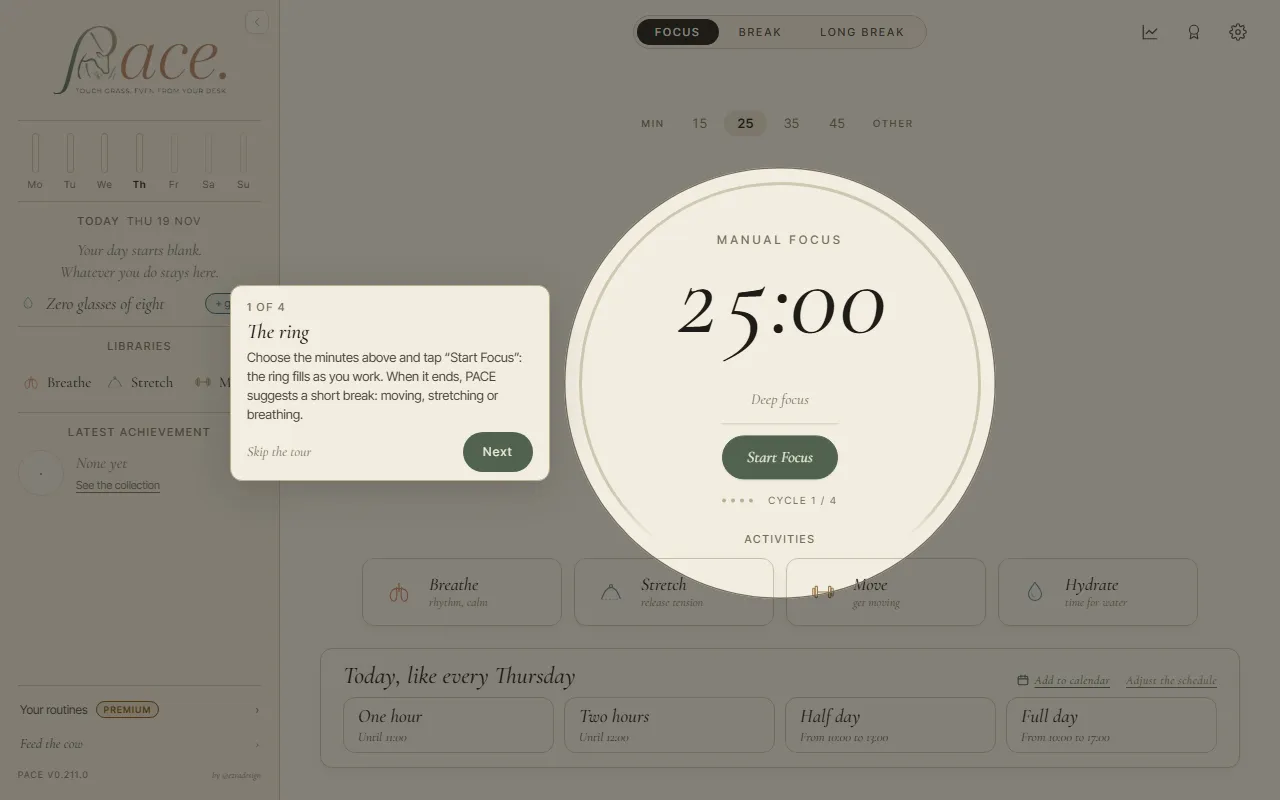 Pace.
TOUCH GRASS. EVEN FROM YOUR DESK
Mo Tu We Th Fr Sa Su
TODAY THU 19 NOV
Your day starts blank.
Whatever you do stays here.
Zero glasses of eight
LIBRARIES
Breathe Stretch
LATEST ACHIEVEMENT
None yet
See the collection
Your routines PREMIUM
Feed the cow
PACE V0.211.0
FOCUS BREAK LONG BREAK
MIN 15 25 35 45 OTHER
1 OF 4
The ring
Choose the minutes above and tap “Start Focus”:
the ring fills as you work. When it ends, PACE
suggests a short break: moving, stretching or
breathing.
Skip the tour Next
MANUAL FOCUS
25:00
Deep focus
Start Focus
CYCLE 1 / 4
ACTIVITIES
Breathe
rhythm, calm
Stretch
release tension
Move
get moving
Hydrate
time for water
Today, like every Thursday
Add to calendar Adjust the schedule
One hour
Until 11:00
Two hours
Until 12:00
Half day
From 10:00 to 13:00
Full day
From 10:00 to 17:00